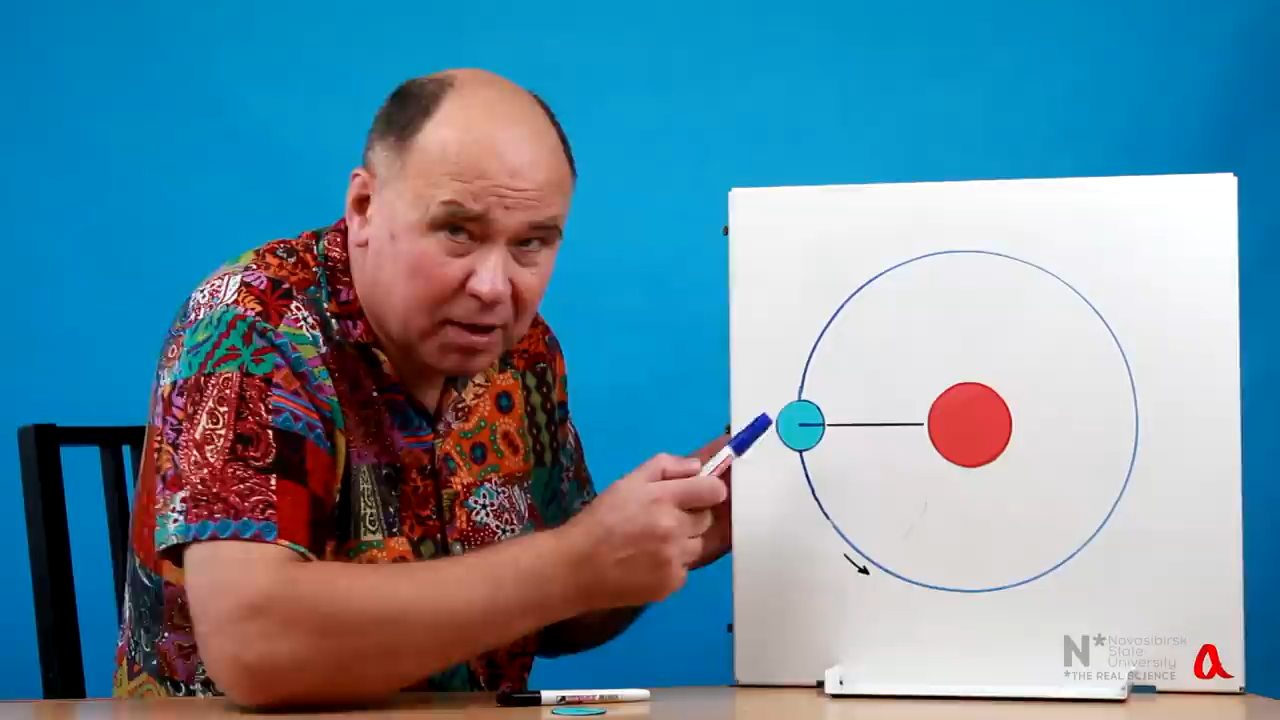 N*
Novosibirsk
State
University
*THE REAL SCIENCE